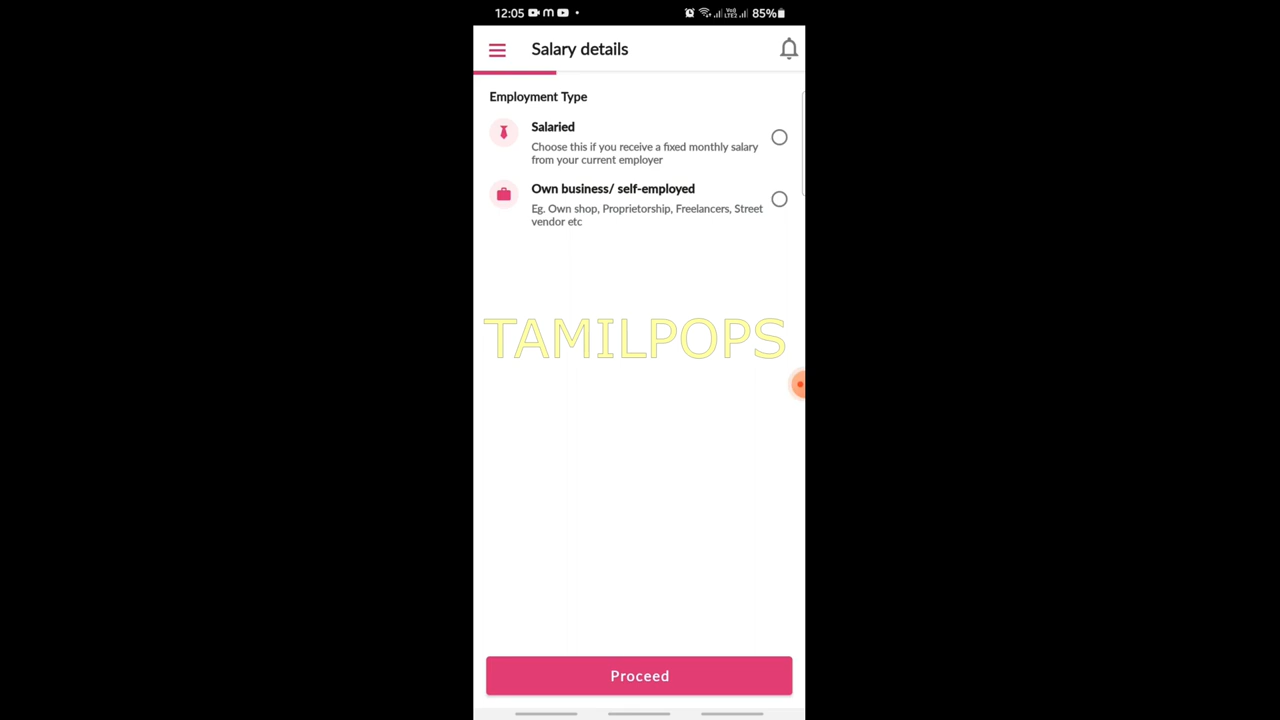 12:05 85%
Salary details
Employment Type
Salaried
Choose this if you receive a fixed monthly salary
from your current employer
Own business/ self-employed
Eg. Own shop, Proprietorship, Freelancers, Street
vendor etc
TAMILPOPS
Proceed